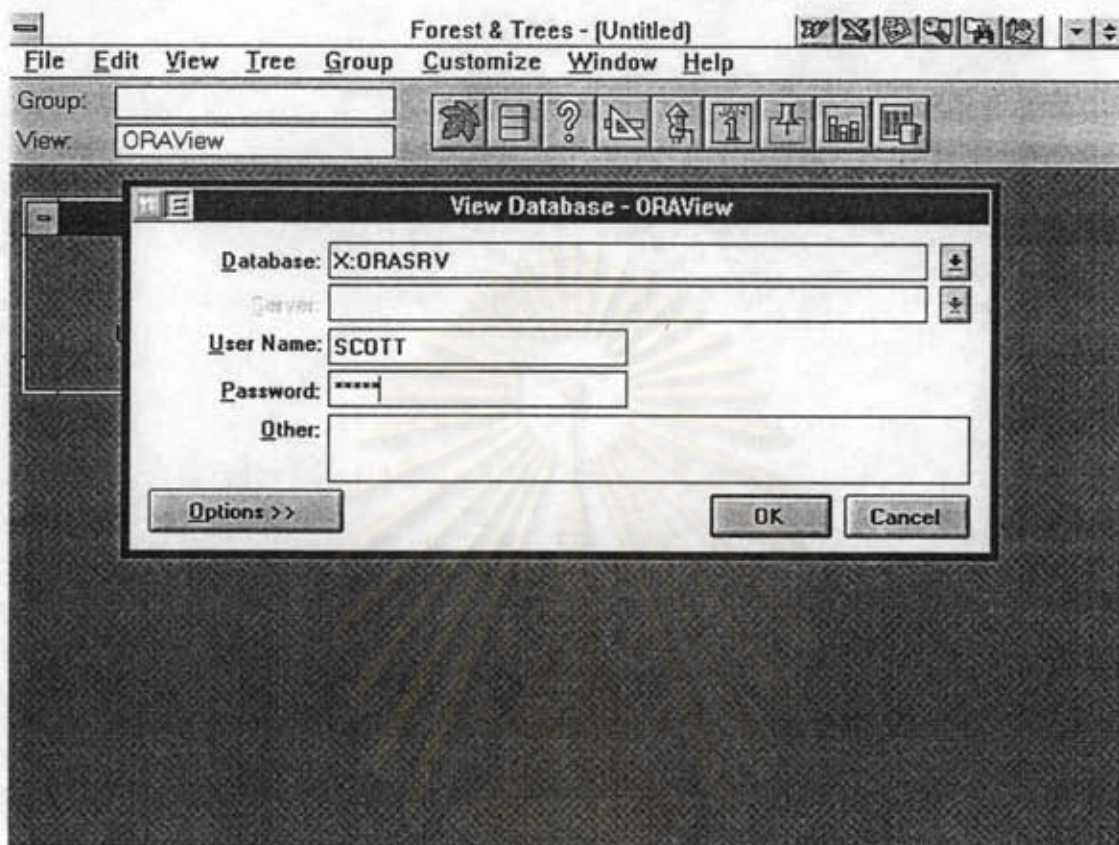 Forest & Trees - (Untitled)
File Edit View Tree Group Customize Window Help
Group:
View: ORAView
View Database - ORAView
Database: X:ORASRV
Server:
User Name: SCOTT
Password: *****
Other:
Options >>
OK
Cancel